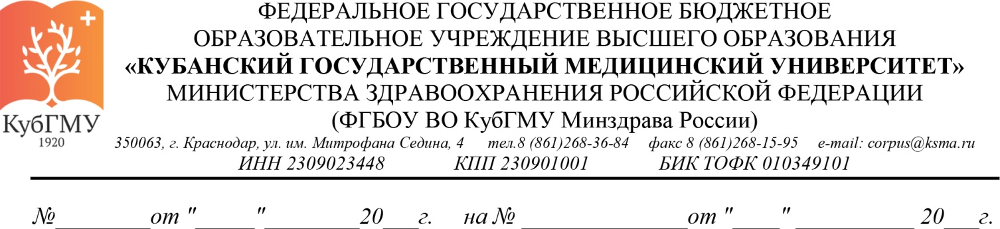 ФЕДЕРАЛЬНОЕ ГОСУДАРСТВЕННОЕ БЮДЖЕТНОЕ
ОБРАЗОВАТЕЛЬНОЕ УЧРЕЖДЕНИЕ ВЫСШЕГО ОБРАЗОВАНИЯ
«КУБАНСКИЙ ГОСУДАРСТВЕННЫЙ МЕДИЦИНСКИЙ УНИВЕРСИТЕТ»
МИНИСТЕРСТВА ЗДРАВООХРАНЕНИЯ РОССИЙСКОЙ ФЕДЕРАЦИИ
(ФГБОУ ВО КубГМУ Минздрава России)
КубГМУ
1920
350063, г. Краснодар, ул. им. Митрофана Седина, 4 тел.8 (861)268-36-84 факс 8 (861)268-15-95 e-mail: corpus@ksma.ru
ИНН 2309023448 КПП 230901001 БИК ТОФК 010349101
№________от "_____" ________20___г. на №______________от "____" __________ 20___г.